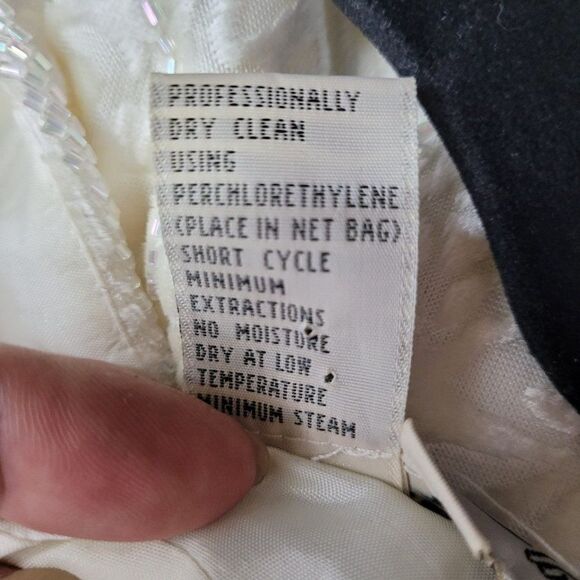 PROFESSIONALLY
DRY CLEAN
USING
PERCHLORETHYLENE
(PLACE IN NET BAG)
SHORT CYCLE
MINIMUM
EXTRACTIONS
NO MOISTURE
DRY AT LOW
TEMPERATURE
MINIMUM STEAM